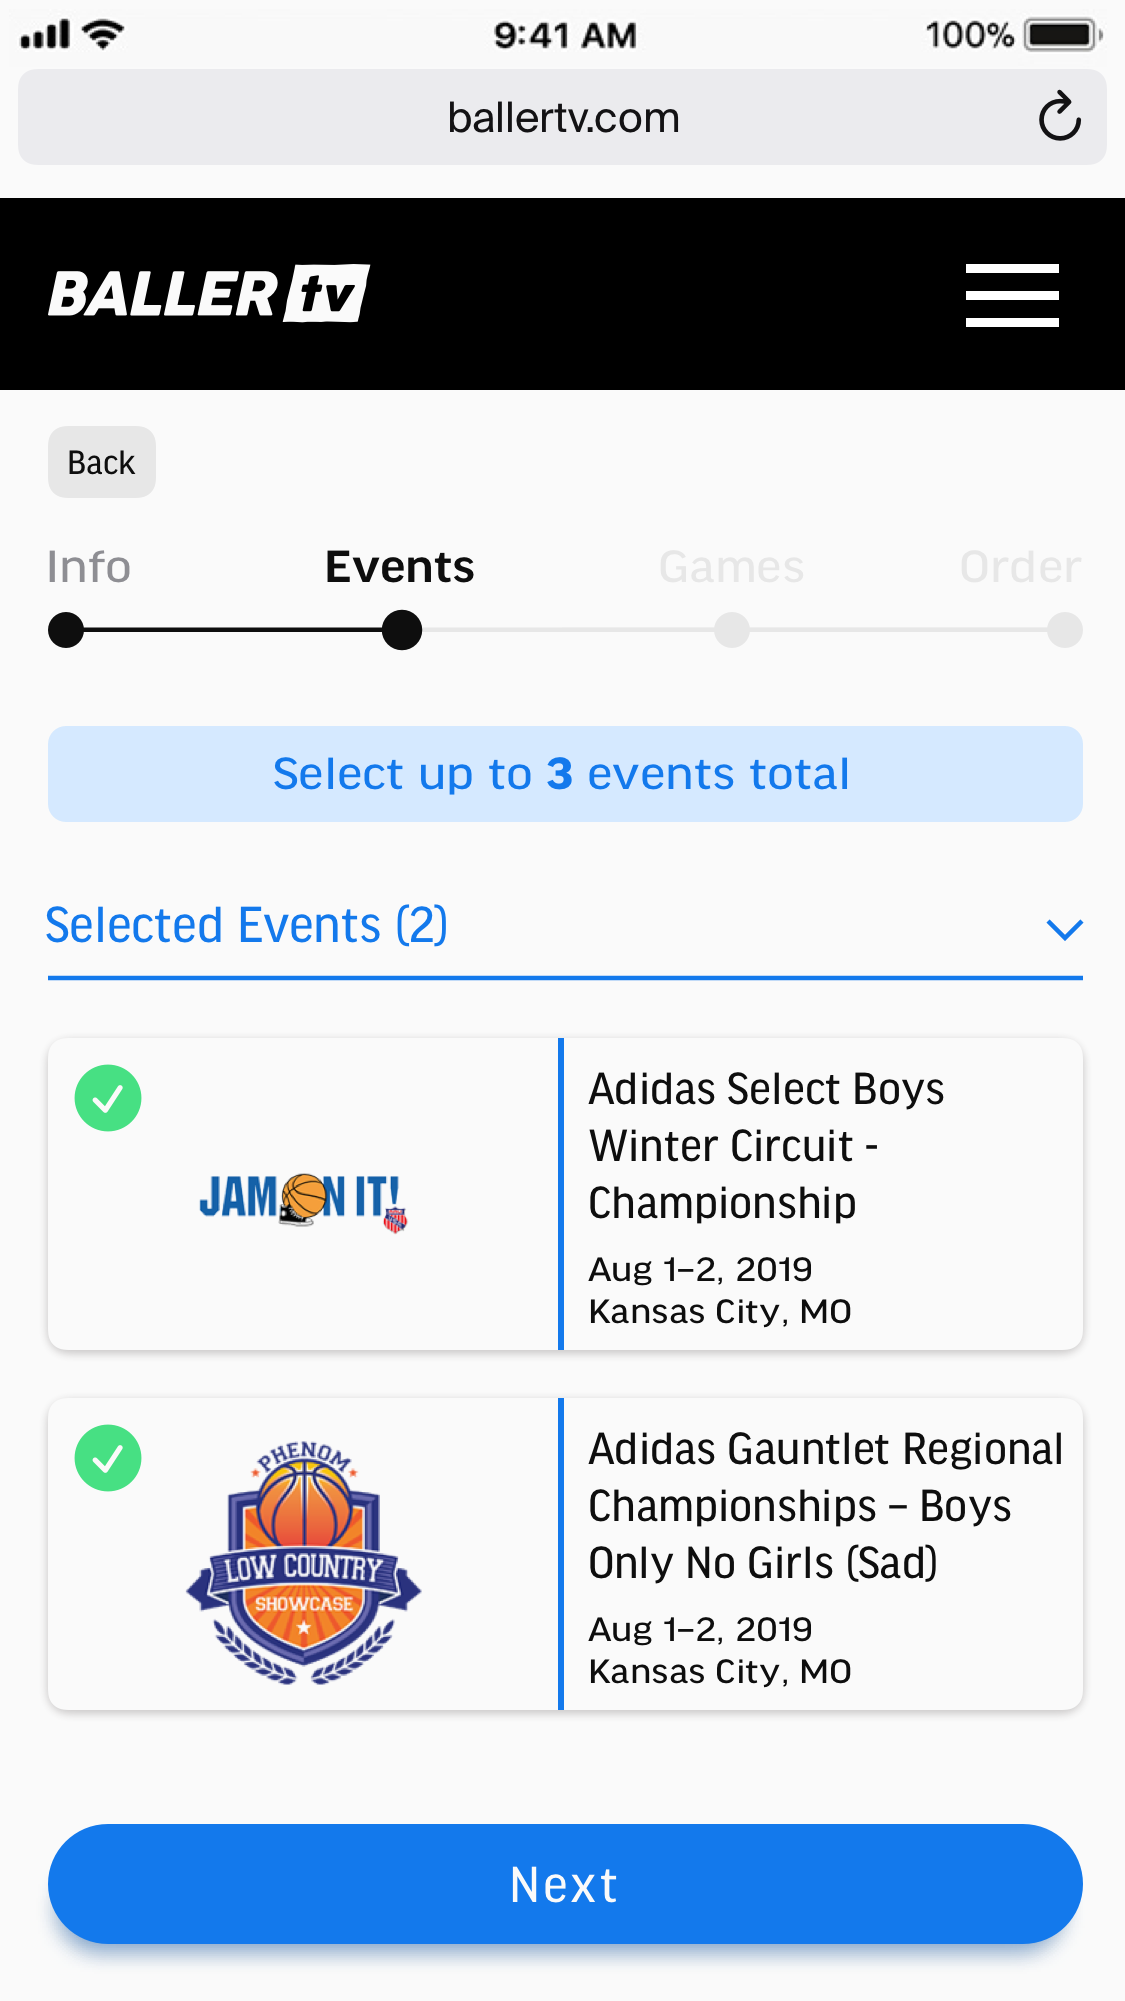 9:41 AM
100%
ballertv.com
BALLER tv
Back
Info
Events
Games
Order
Select up to 3 events total
Selected Events (2)
JAM ON IT!
Adidas Select Boys
Winter Circuit -
Championship
Aug 1–2, 2019
Kansas City, MO
PHENOM
LOW COUNTRY
SHOWCASE
Adidas Gauntlet Regional
Championships – Boys
Only No Girls (Sad)
Aug 1–2, 2019
Kansas City, MO
Next